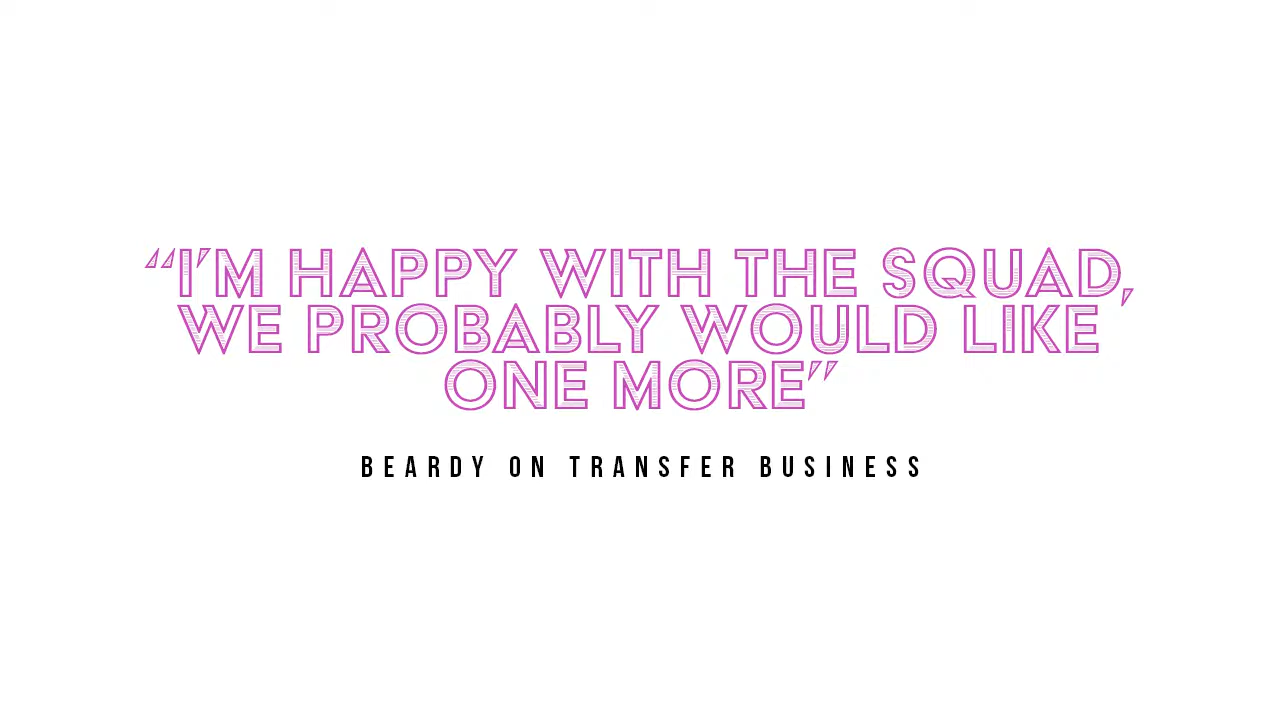 “I’M HAPPY WITH THE SQUAD,
WE PROBABLY WOULD LIKE
ONE MORE”
BEARDY ON TRANSFER BUSINESS